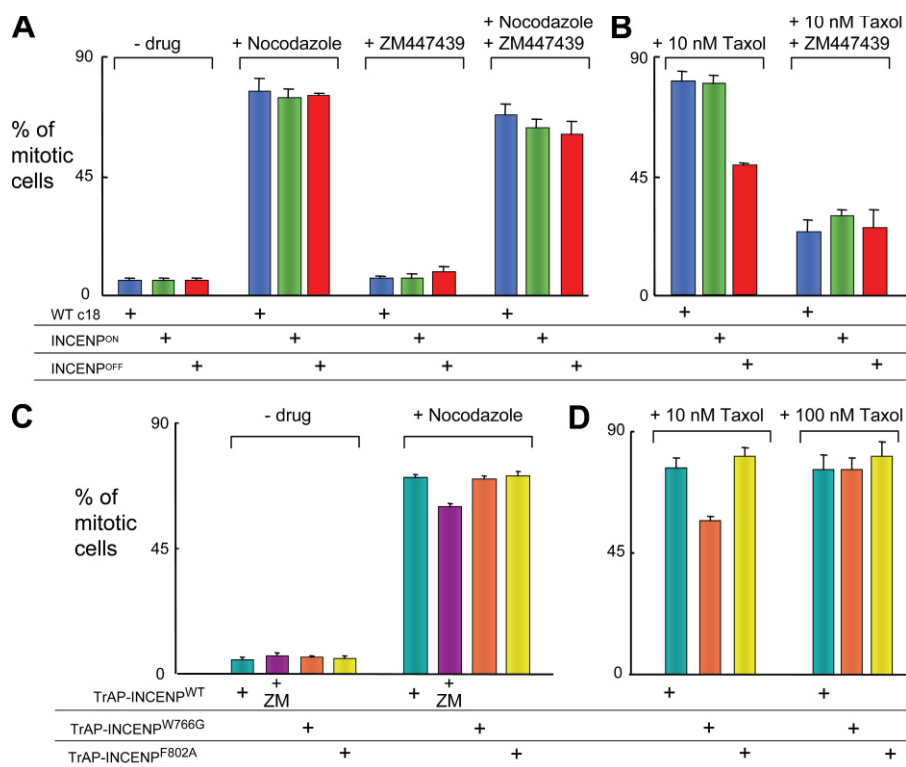 A
B
+ Nocodazole
+ 10 nM Taxol
- drug
+ Nocodazole
+ ZM447439
+ ZM447439
+ 10 nM Taxol
+ ZM447439
90
90
% of
mitotic
cells
45
45
0
0
WT c18 + + + + + +
INCENPᴼᴺ + + + + + +
INCENPᴼᶠᶠ + + + + + +
C
D
- drug
+ Nocodazole
+ 10 nM Taxol
+ 100 nM Taxol
90
90
% of
mitotic
cells
45
45
0
0
TrAP-INCENPᵂᵀ + + ZM + + ZM + +
TrAP-INCENPᵂ⁷⁶⁶ᴳ + + + +
TrAP-INCENPF802A + + + +